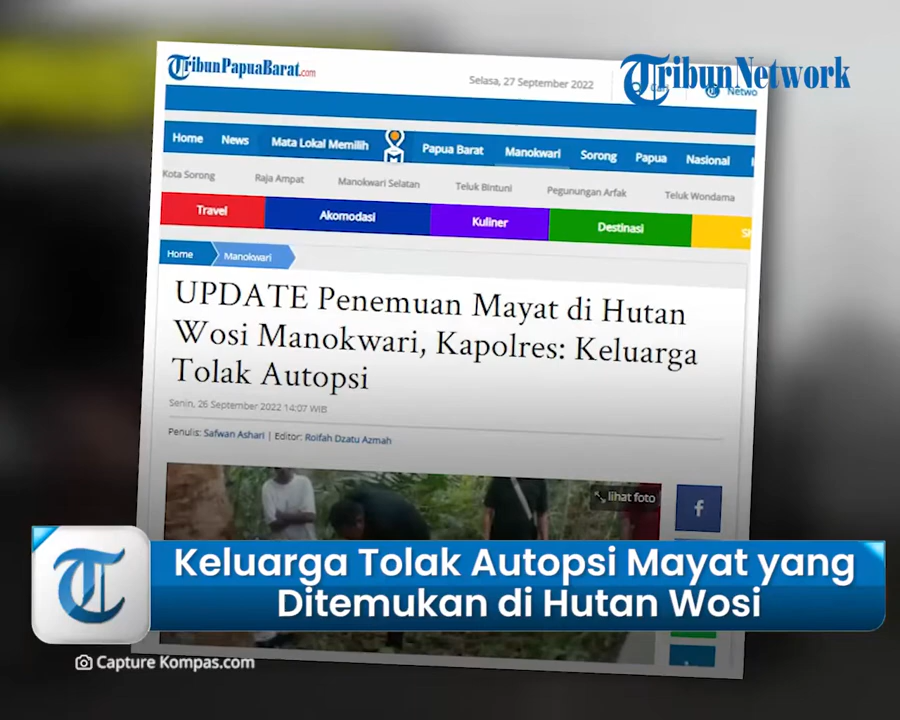 TribunPapuaBarat.com
Selasa, 27 September 2022
TribunNetwork
Cari
Netwo
Home News Mata Lokal Memilih Papua Barat Manokwari Sorong Papua Nasional
Kota Sorong Raja Ampat Manokwari Selatan Teluk Bintuni Pegunungan Arfak Teluk Wondama
Travel Akomodasi Kuliner Destinasi
Home Manokwari
UPDATE Penemuan Mayat di Hutan
Wosi Manokwari, Kapolres: Keluarga
Tolak Autopsi
Senin, 26 September 2022 14:07 WIB
Penulis: Safwan Ashari | Editor: Roifah Dzatu Azmah
lihat foto
Keluarga Tolak Autopsi Mayat yang
Ditemukan di Hutan Wosi
Capture Kompas.com